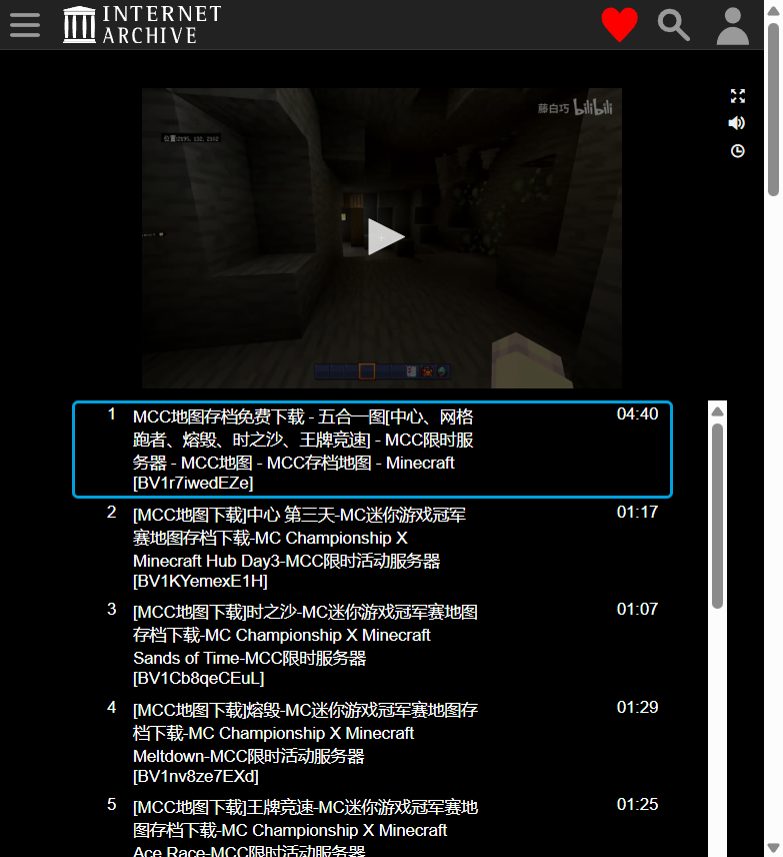 INTERNET
ARCHIVE
藤白巧 bilibili
1 MCC地图存档免费下载 - 五合一图[中心、网格 04:40
跑者、熔毁、时之沙、王牌竞速] - MCC限时服
务器 - MCC地图 - MCC存档地图 - Minecraft
[BV1r7iwedEZe]
2 [MCC地图下载]中心 第三天-MC迷你游戏冠军 01:17
赛地图存档下载-MC Championship X
Minecraft Hub Day3-MCC限时活动服务器
[BV1KYemexE1H]
3 [MCC地图下载]时之沙-MC迷你游戏冠军赛地图 01:07
存档下载-MC Championship X Minecraft
Sands of Time-MCC限时服务器
[BV1Cb8qeCEuL]
4 [MCC地图下载]熔毁-MC迷你游戏冠军赛地图存 01:29
档下载-MC Championship X Minecraft
Meltdown-MCC限时活动服务器
[BV1nv8ze7EXd]
5 [MCC地图下载]王牌竞速-MC迷你游戏冠军赛地 01:25
图存档下载-MC Championship X Minecraft
Ace Race-MCC限时活动服务器